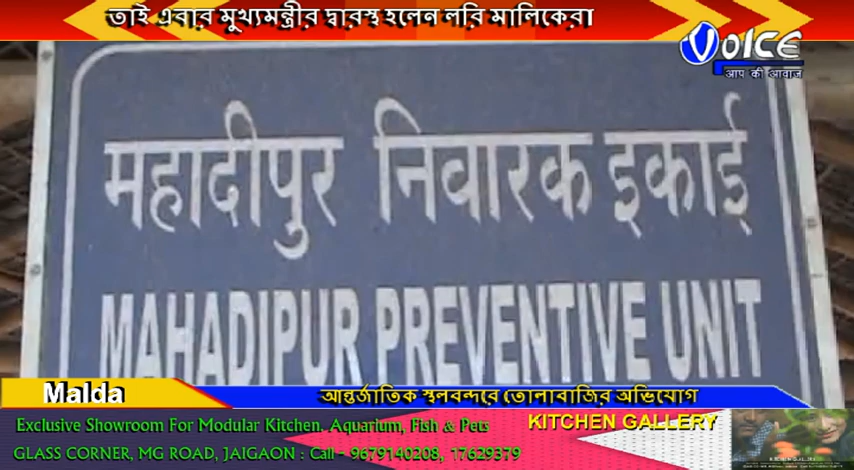 তাই এবার মুখ্যমন্ত্রীর দ্বারস্থ হলেন লরি মালিকেরা
VOICE
आप की आवाज
महादीपुर निवारक इकाई
MAHADIPUR PREVENTIVE UNIT
Malda
আন্তর্জাতিক স্থলবন্দরে তোলাবাজির অভিযোগ
Exclusive Showroom For Modular Kitchen. Aquarium, Fish & Pets
KITCHEN GALLERY
GLASS CORNER, MG ROAD, JAIGAON : Call - 9679140208, 17629379